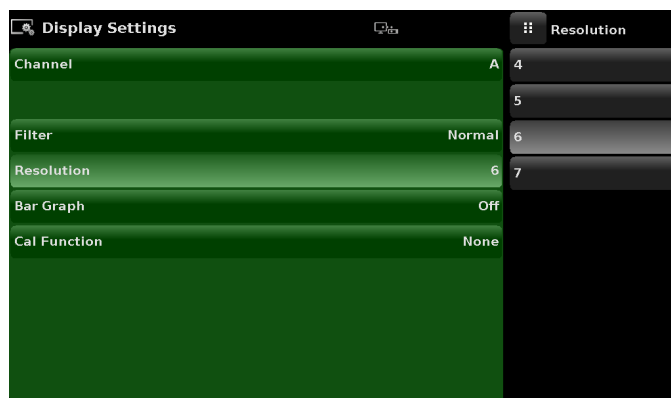 Display Settings
Channel A
Filter Normal
Resolution 6
Bar Graph Off
Cal Function None
Resolution
4
5
6
7